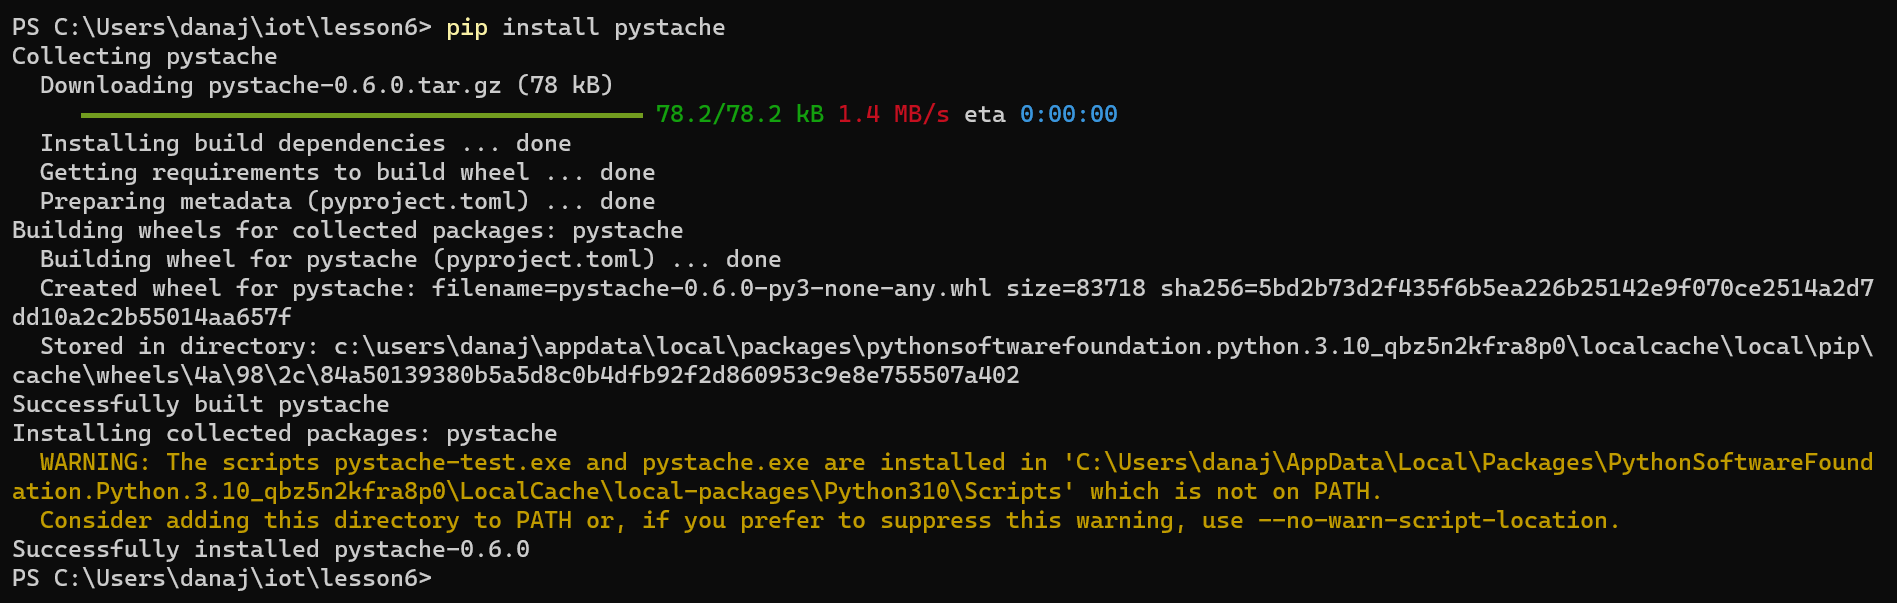 PS C:\Users\danaj\iot\lesson6> pip install pystache
Collecting pystache
  Downloading pystache-0.6.0.tar.gz (78 kB)
     78.2/78.2 kB 1.4 MB/s eta 0:00:00
  Installing build dependencies ... done
  Getting requirements to build wheel ... done
  Preparing metadata (pyproject.toml) ... done
Building wheels for collected packages: pystache
  Building wheel for pystache (pyproject.toml) ... done
  Created wheel for pystache: filename=pystache-0.6.0-py3-none-any.whl size=83718 sha256=5bd2b73d2f435f6b5ea226b25142e9f070ce2514a2d7
dd10a2c2b55014aa657f
  Stored in directory: c:\users\danaj\appdata\local\packages\pythonsoftwarefoundation.python.3.10_qbz5n2kfra8p0\localcache\local\pip\
cache\wheels\4a\98\2c\84a50139380b5a5d8c0b4dfb92f2d860953c9e8e755507a402
Successfully built pystache
Installing collected packages: pystache
  WARNING: The scripts pystache-test.exe and pystache.exe are installed in 'C:\Users\danaj\AppData\Local\Packages\PythonSoftwareFound
ation.Python.3.10_qbz5n2kfra8p0\LocalCache\local-packages\Python310\Scripts' which is not on PATH.
  Consider adding this directory to PATH or, if you prefer to suppress this warning, use --no-warn-script-location.
Successfully installed pystache-0.6.0
PS C:\Users\danaj\iot\lesson6>